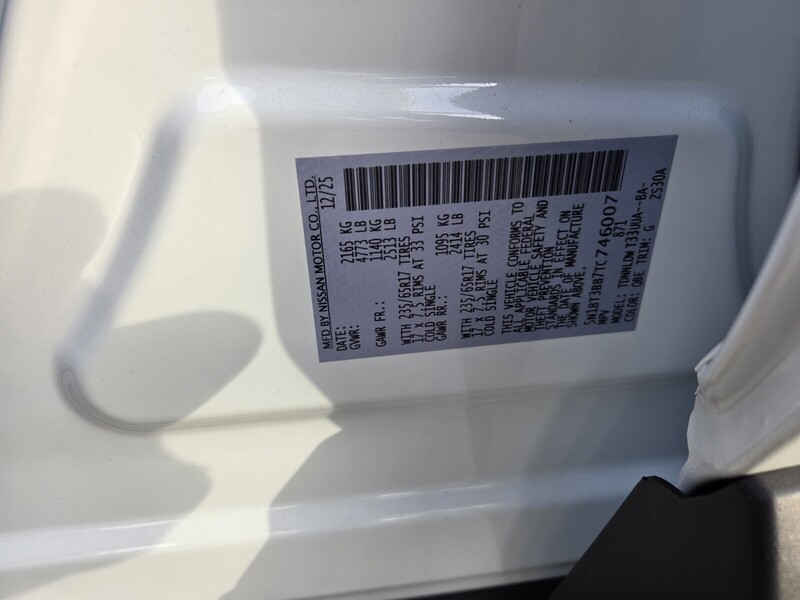 MFD BY NISSAN MOTOR CO., LTD.
DATE: 12/25
GVWR: 2165 KG
4773 LB
GAWR FR.: 1140 KG
2513 LB
WITH 235/65R17 TIRES
17 X 7.5 RIMS AT 33 PSI
COLD SINGLE
GAWR RR.: 1095 KG
2414 LB
WITH 235/65R17 TIRES
17 X 7.5 RIMS AT 30 PSI
COLD SINGLE
THIS VEHICLE CONFORMS TO
ALL APPLICABLE FEDERAL
MOTOR VEHICLE SAFETY AND
THEFT PREVENTION
STANDARDS IN EFFECT ON
THE DATE OF MANUFACTURE
SHOWN ABOVE.
5N1BT3BB7TC746007
MPV 871
MODEL: TDNNLDW T33UUA--BA-
COLOR: QBE TRIM: G ZS30A